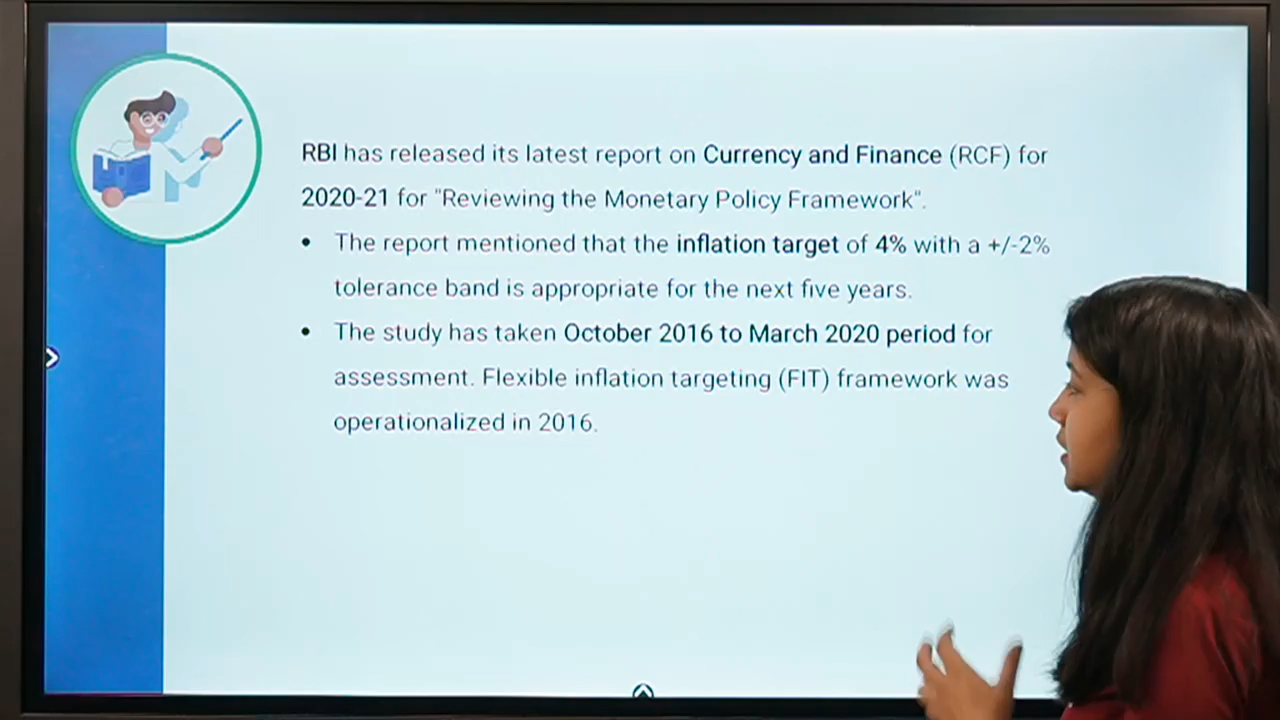 RBI has released its latest report on Currency and Finance (RCF) for
2020-21 for "Reviewing the Monetary Policy Framework".
• The report mentioned that the inflation target of 4% with a +/-2%
tolerance band is appropriate for the next five years.
• The study has taken October 2016 to March 2020 period for
assessment. Flexible inflation targeting (FIT) framework was
operationalized in 2016.